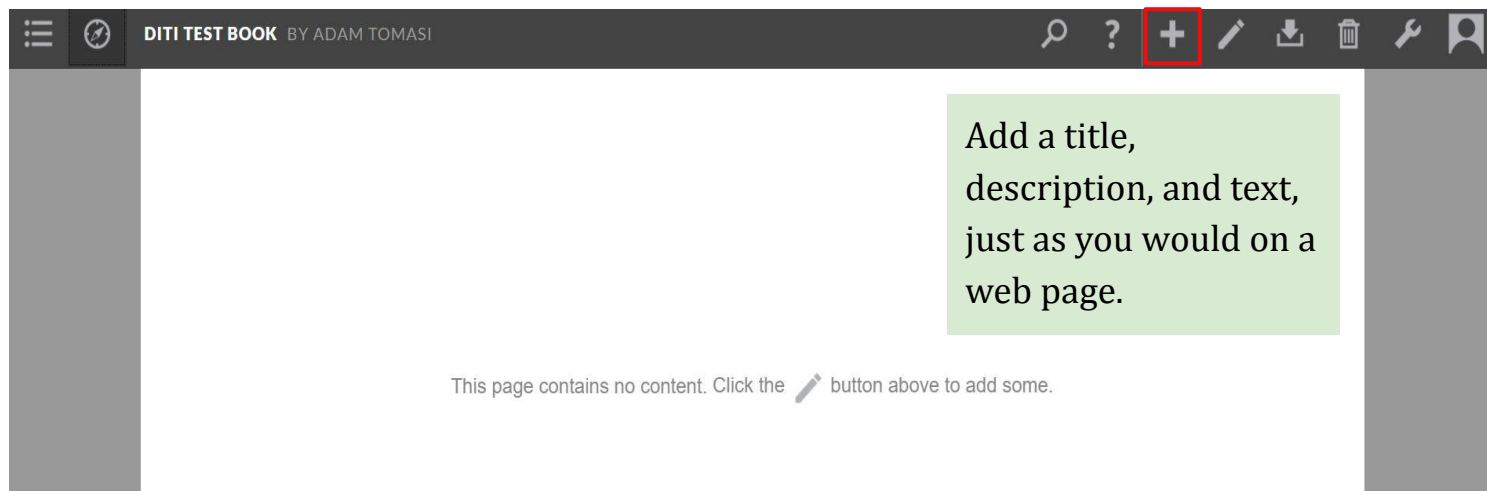 DITI TEST BOOK BY ADAM TOMASI
?
Add a title,
description, and text,
just as you would on a
web page.
This page contains no content. Click the button above to add some.